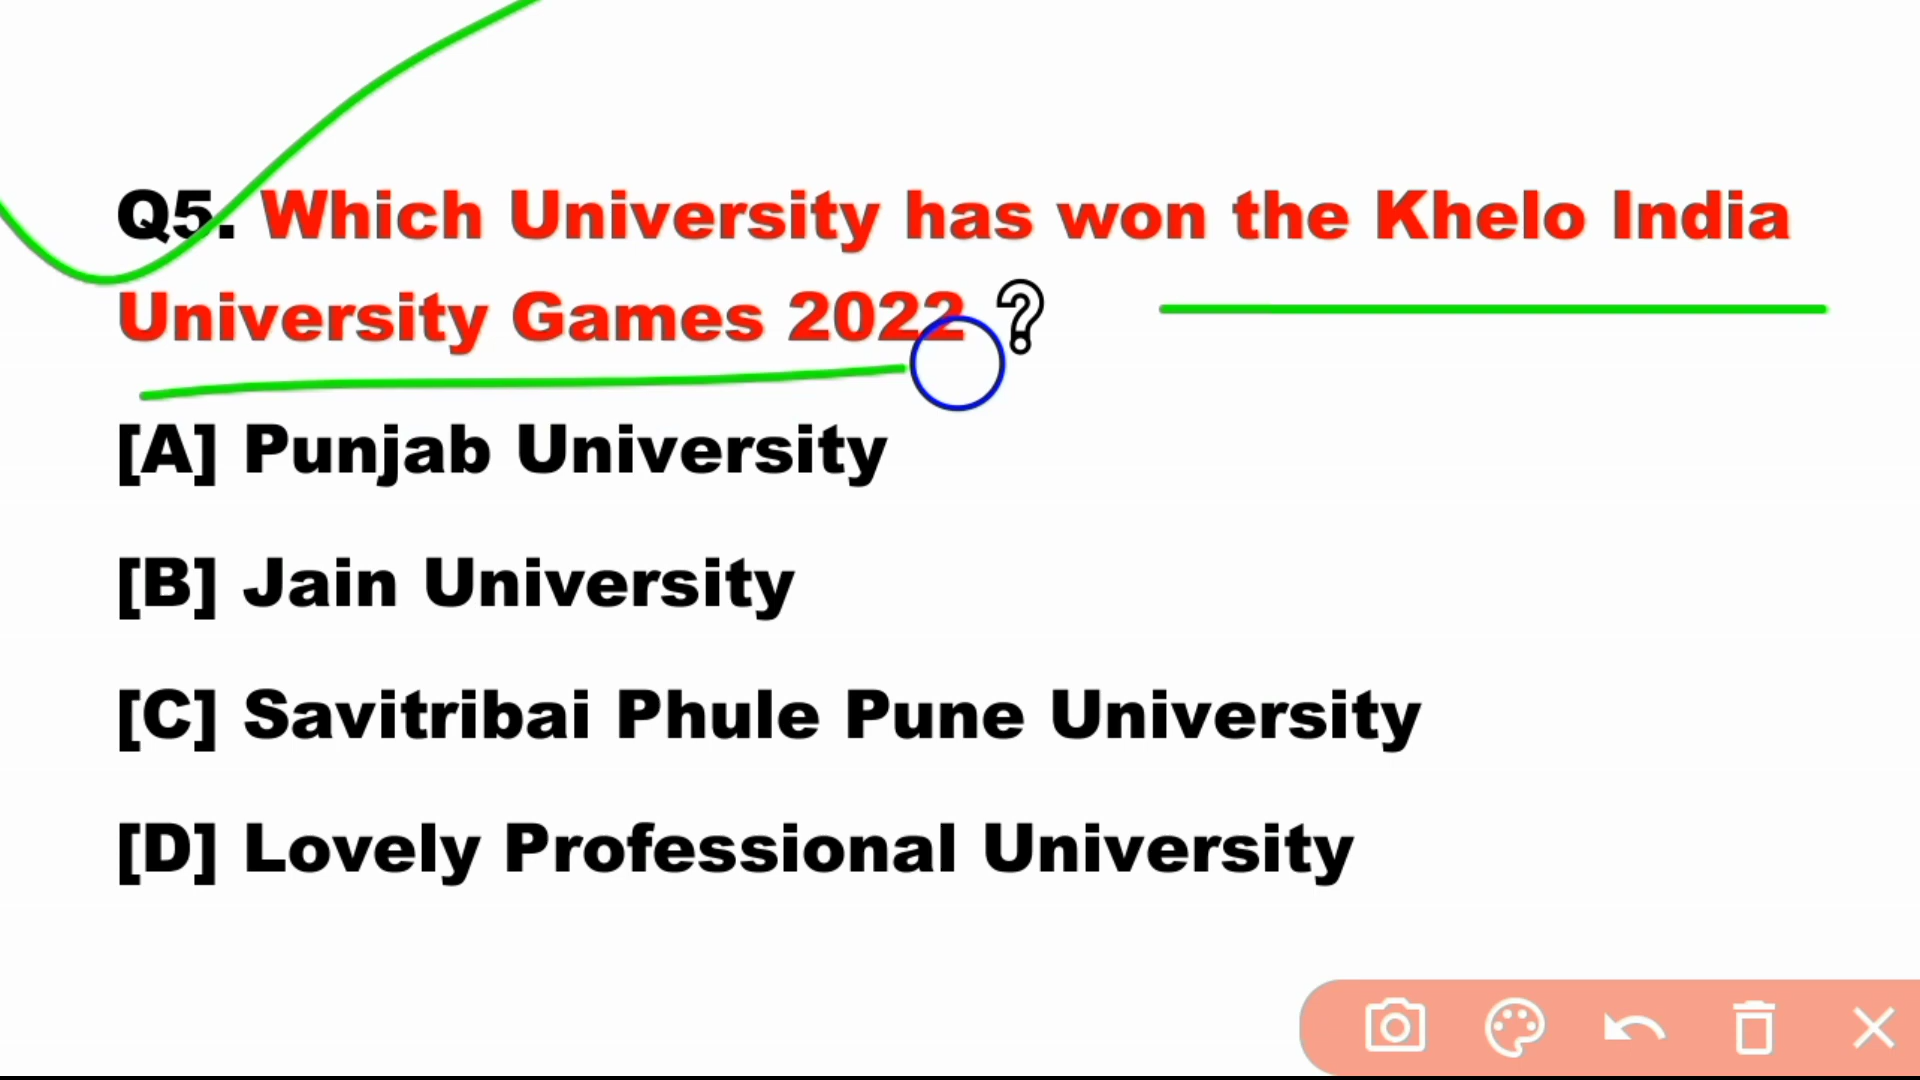 Q5. Which University has won the Khelo India
University Games 2022 ?
[A] Punjab University
[B] Jain University
[C] Savitribai Phule Pune University
[D] Lovely Professional University